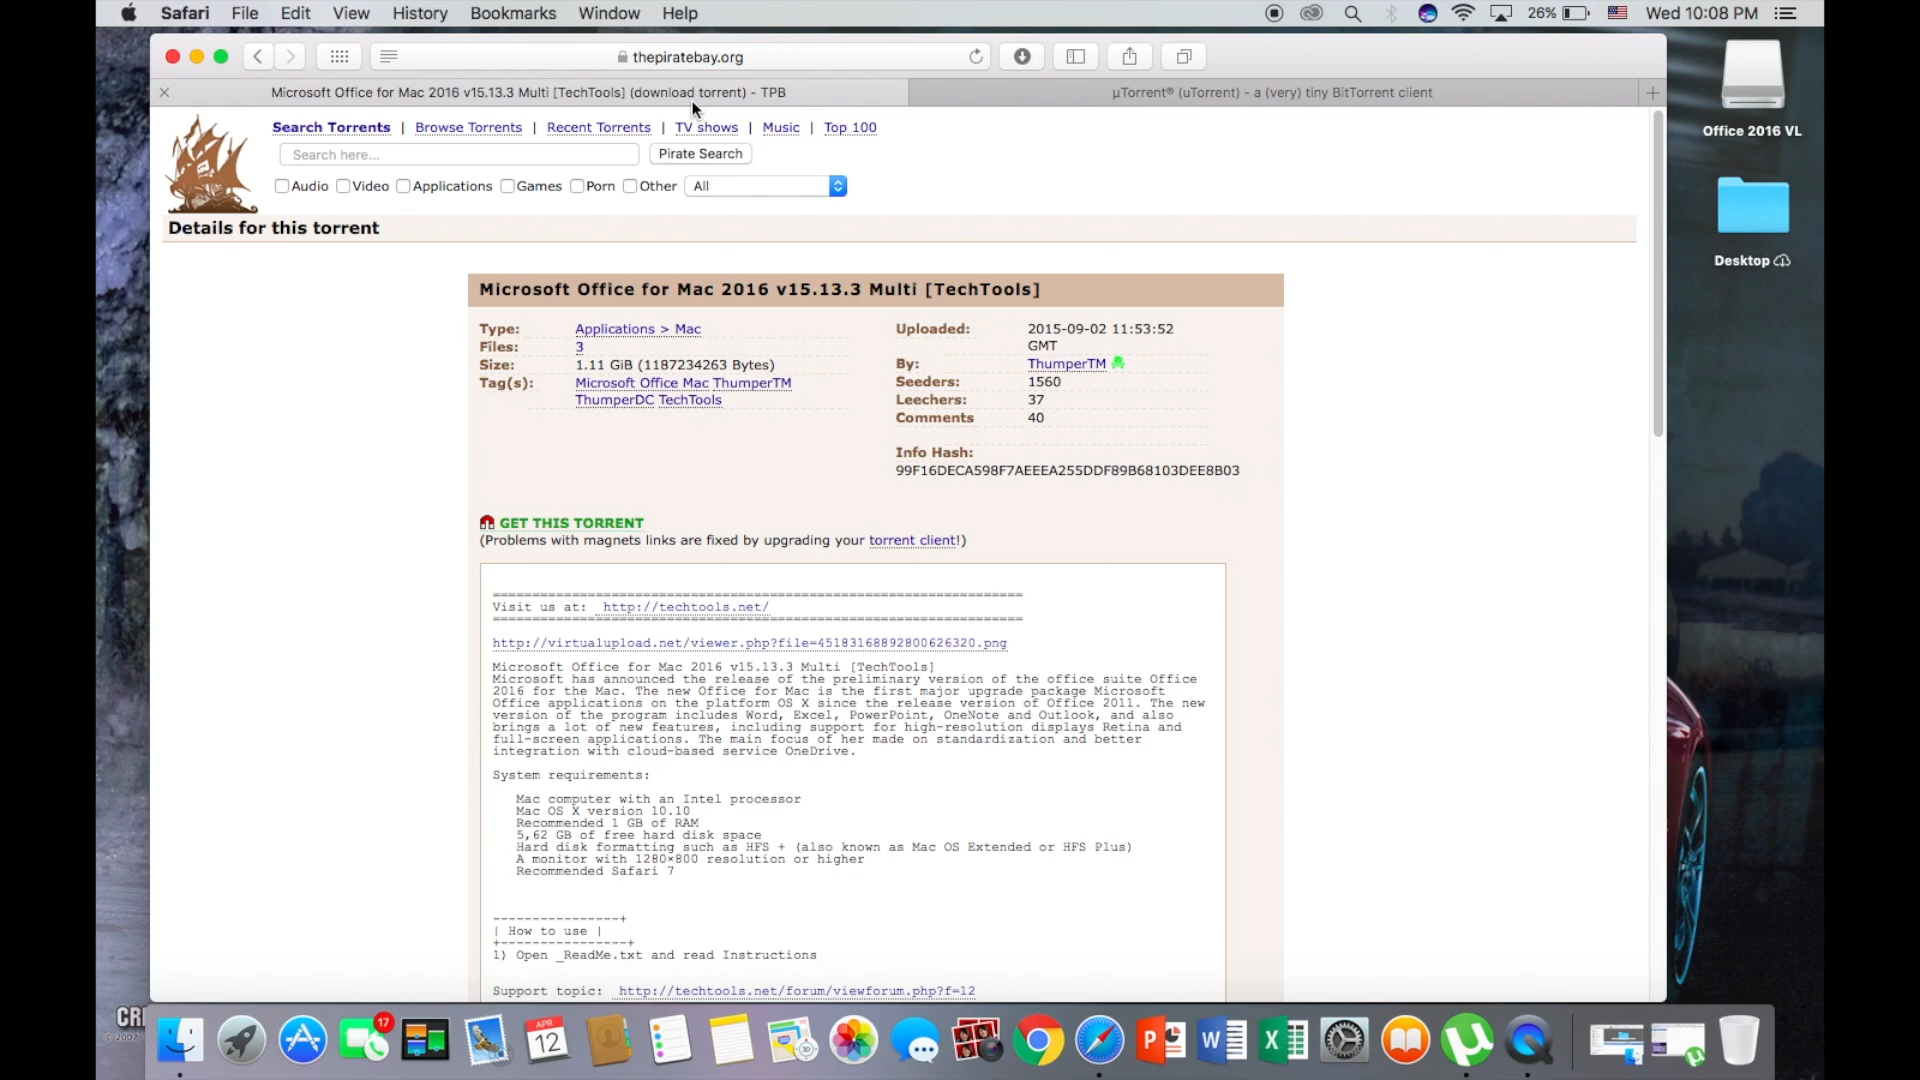 Safari File Edit View History Bookmarks Window Help 26% Wed 10:08 PM
thepiratebay.org
Microsoft Office for Mac 2016 v15.13.3 Multi [TechTools] (download torrent) - TPB
µTorrent® (uTorrent) - a (very) tiny BitTorrent client
Search Torrents | Browse Torrents | Recent Torrents | TV shows | Music | Top 100
Search here... Pirate Search
Audio Video Applications Games Porn Other All
Details for this torrent
Microsoft Office for Mac 2016 v15.13.3 Multi [TechTools]
Type: Applications > Mac
Files: 3
Size: 1.11 GiB (1187234263 Bytes)
Tag(s): Microsoft Office Mac ThumperTM
ThumperDC TechTools
Uploaded: 2015-09-02 11:53:52
GMT
By: ThumperTM
Seeders: 1560
Leechers: 37
Comments 40
Info Hash:
99F16DECA598F7AEEEA255DDF89B68103DEE8B03
GET THIS TORRENT
(Problems with magnets links are fixed by upgrading your torrent client!)
=======================================================
Visit us at: http://techtools.net/
=======================================================
http://virtualupload.net/viewer.php?file=45183168892800626320.png
Microsoft Office for Mac 2016 v15.13.3 Multi [TechTools]
Microsoft has announced the release of the preliminary version of the office suite Office
2016 for the Mac. The new Office for Mac is the first major upgrade package Microsoft
Office applications on the platform OS X since the release version of Office 2011. The new
version of the program includes Word, Excel, PowerPoint, OneNote and Outlook, and also
brings a lot of new features, including support for high-resolution displays Retina and
full-screen applications. The main focus of her made on standardization and better
integration with cloud-based service OneDrive.
System requirements:
Mac computer with an Intel processor
Mac OS X version 10.10
Recommended 1 GB of RAM
5,62 GB of free hard disk space
Hard disk formatting such as HFS + (also known as Mac OS Extended or HFS Plus)
A monitor with 1280×800 resolution or higher
Recommended Safari 7
----------------+
| How to use |
+----------------+
1) Open _ReadMe.txt and read Instructions
Support topic: http://techtools.net/forum/viewforum.php?f=12
Office 2016 VL
Desktop
CRI
© 2007
17
APR
12